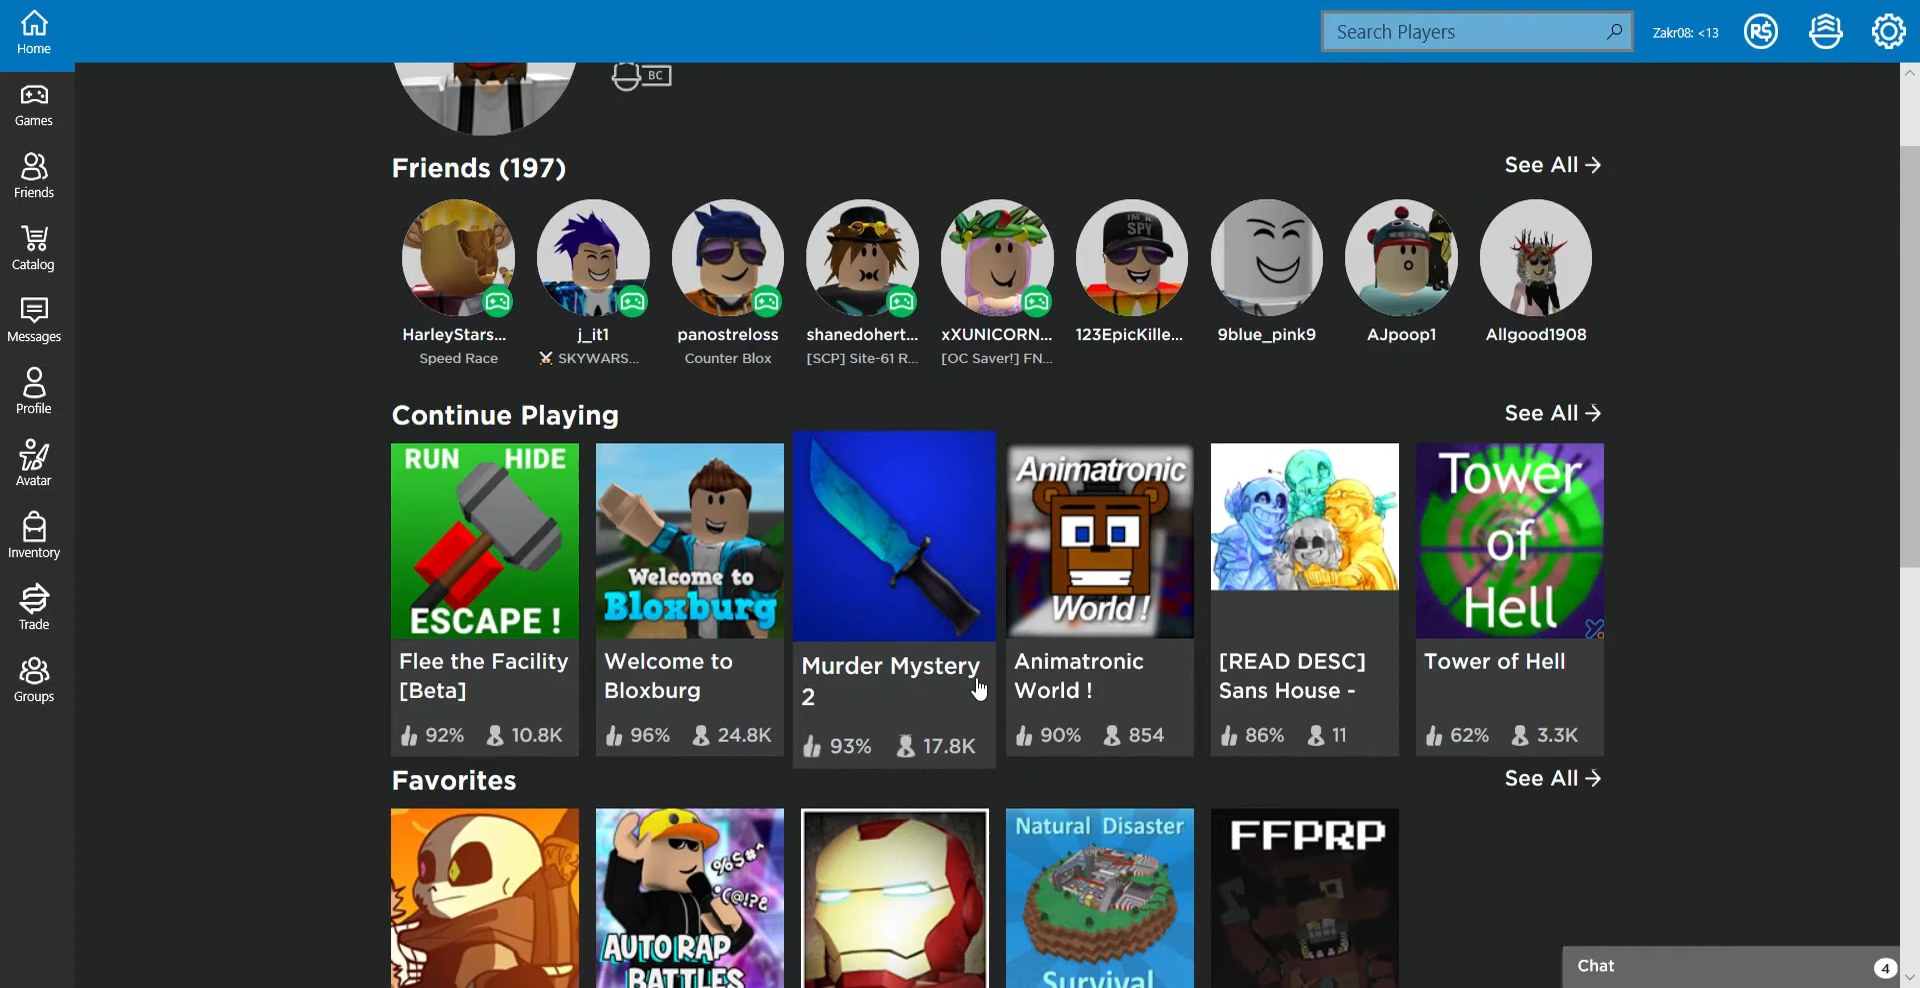 Home
Search Players
Zakr08: <13
R$
BC
Games
Friends
Catalog
Messages
Profile
Avatar
Inventory
Trade
Groups
Friends (197)
See All →
IM A
SPY
HarleyStars...
j_it1
panostreloss
shanedohert...
xXUNICORN...
123EpicKille...
9blue_pink9
AJpoop1
Allgood1908
Speed Race
⚔ SKYWARS...
Counter Blox
[SCP] Site-61 R...
[OC Saver!] FN...
Continue Playing
See All →
RUN HIDE
ESCAPE !
Welcome to
Bloxburg
Animatronic
World !
Tower
of
Hell
Flee the Facility
[Beta]
Welcome to
Bloxburg
Murder Mystery
2
Animatronic
World !
[READ DESC]
Sans House -
Tower of Hell
92% 10.8K
96% 24.8K
93% 17.8K
90% 854
86% 11
62% 3.3K
Favorites
See All →
%$#^
*(@!?&
AUTO RAP
BATTLES
Natural Disaster
Survival
FFPRP
Chat
4